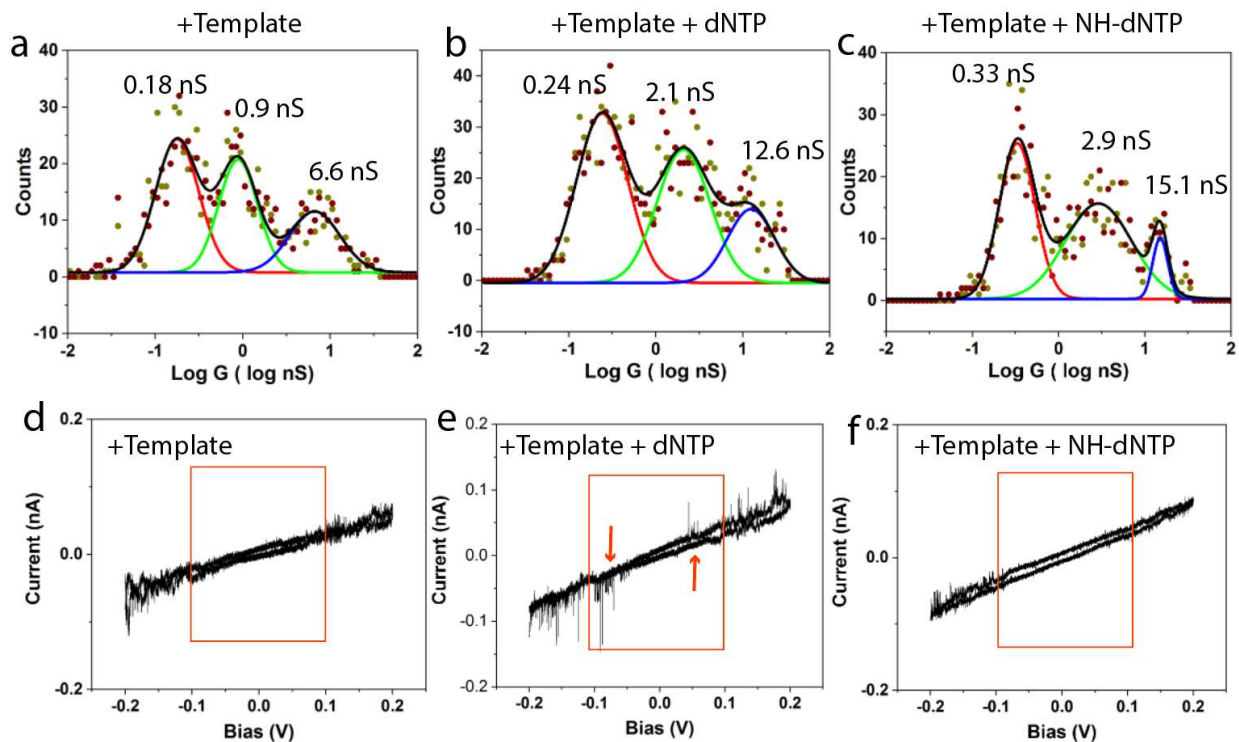 +Template
+Template + dNTP
+Template + NH-dNTP
a
40
30
20
10
0
-10
Counts
0.18 nS
0.9 nS
6.6 nS
-2
-1
0
1
2
Log G ( log nS)
b
40
30
20
10
0
-10
Counts
0.24 nS
2.1 nS
12.6 nS
-2
-1
0
1
2
Log G ( log nS)
c
40
30
20
10
0
Counts
0.33 nS
2.9 nS
15.1 nS
-2
-1
0
1
2
Log G ( log nS)
d
+Template
0.2
0.0
-0.2
Current (nA)
-0.2
-0.1
0.0
0.1
0.2
Bias (V)
e
+Template + dNTP
0.2
0.1
0.0
-0.1
-0.2
Current (nA)
-0.2
-0.1
0.0
0.1
0.2
Bias (V)
f
+Template + NH-dNTP
0.2
0.0
-0.2
Current (nA)
-0.2
-0.1
0.0
0.1
0.2
Bias (V)